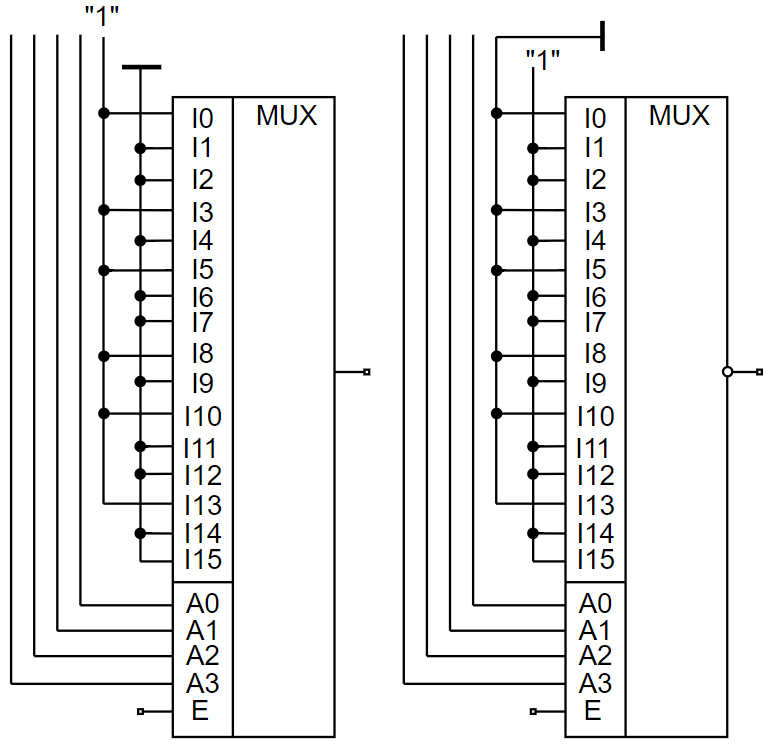 "1"
MUX
I0
I1
I2
I3
I4
I5
I6
I7
I8
I9
I10
I11
I12
I13
I14
I15
A0
A1
A2
A3
E
"1"
MUX
I0
I1
I2
I3
I4
I5
I6
I7
I8
I9
I10
I11
I12
I13
I14
I15
A0
A1
A2
A3
E